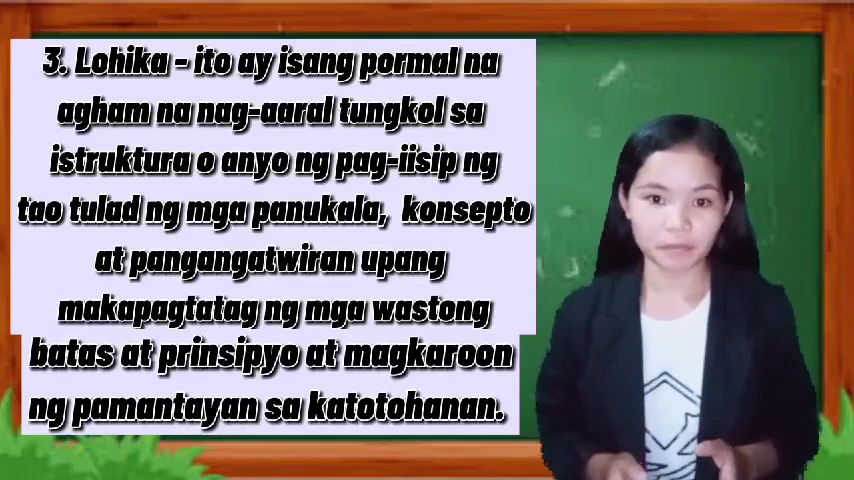 3. Lohika - ito ay isang pormal na
agham na nag-aaral tungkol sa
istruktura o anyo ng pag-iisip ng
tao tulad ng mga panukala, konsepto
at pangangatwiran upang
makapagtatag ng mga wastong
batas at prinsipyo at magkaroon
ng pamantayan sa katotohanan.